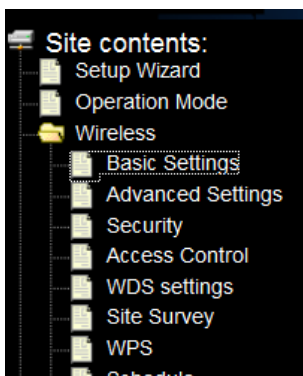 Site contents:
Setup Wizard
Operation Mode
Wireless
Basic Settings
Advanced Settings
Security
Access Control
WDS settings
Site Survey
WPS
Schedule